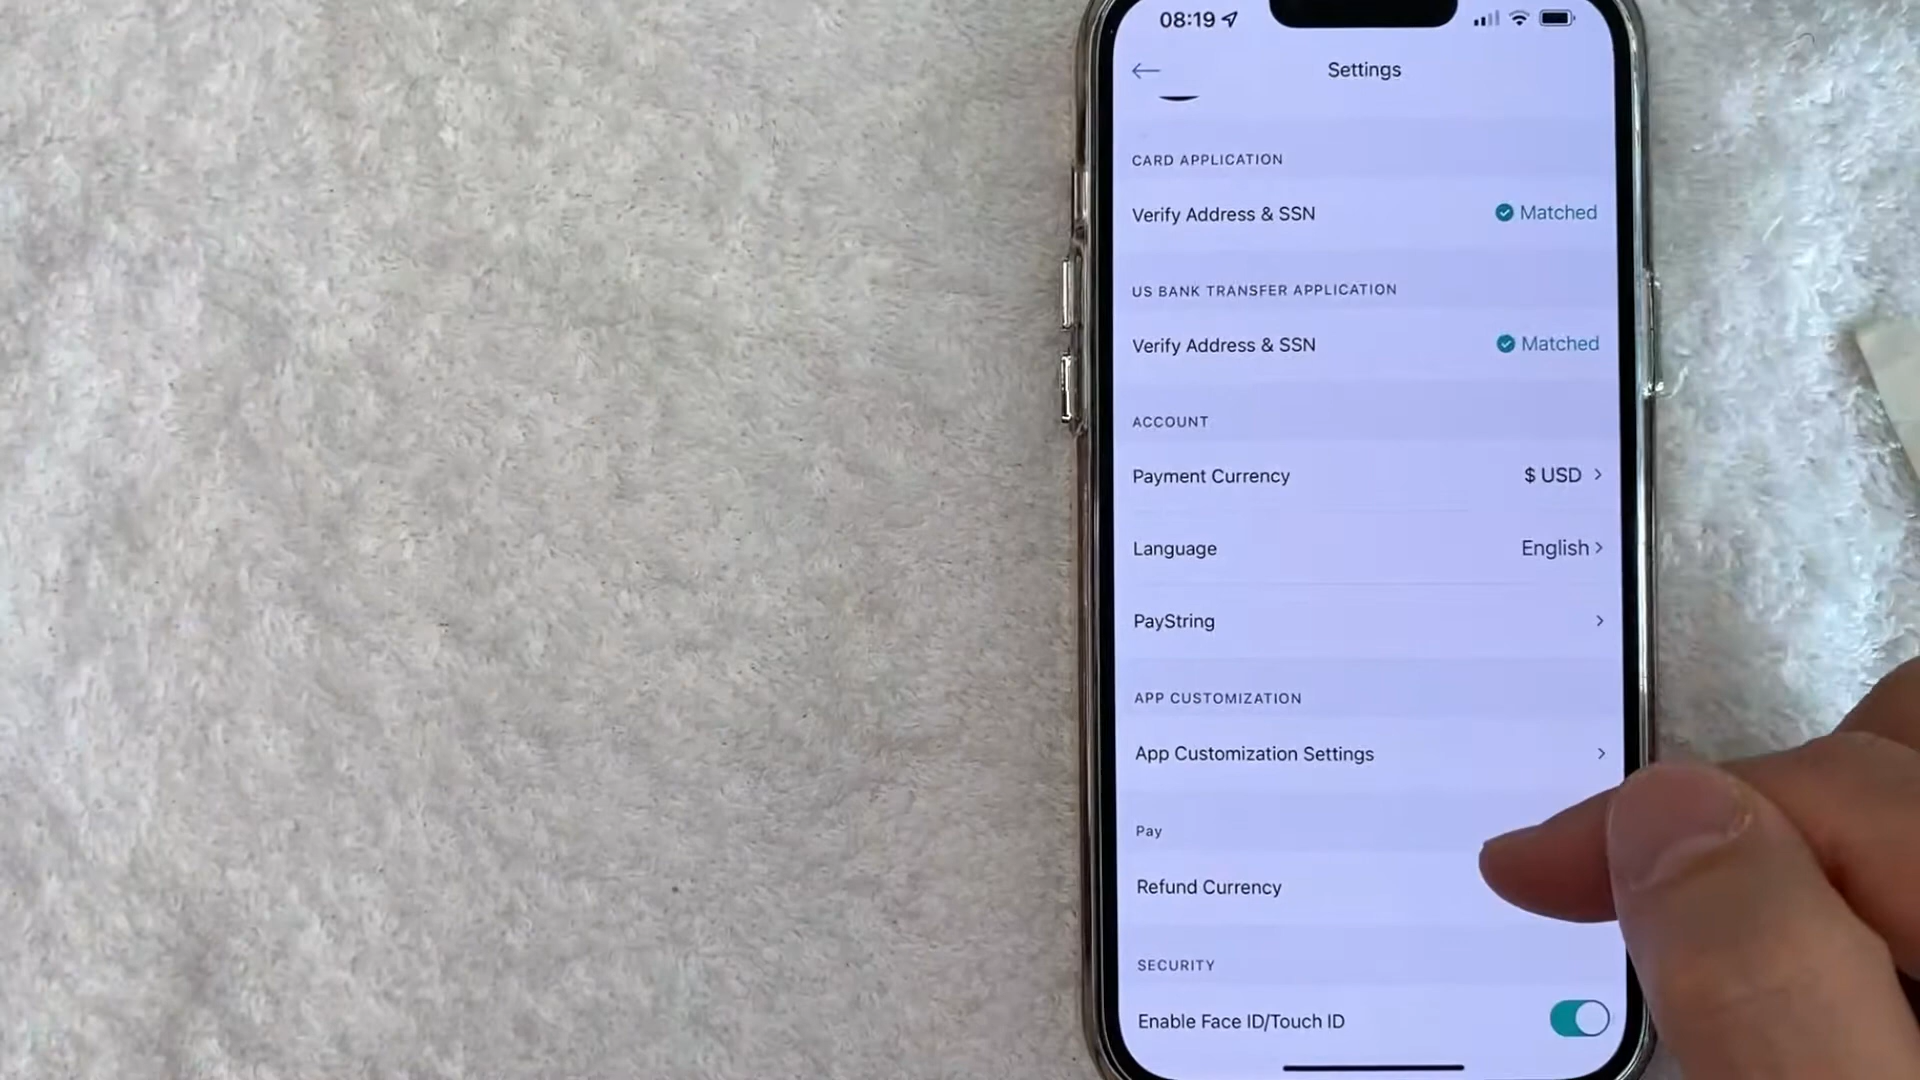 08:19
Settings
CARD APPLICATION
Verify Address & SSN Matched
US BANK TRANSFER APPLICATION
Verify Address & SSN Matched
ACCOUNT
Payment Currency $ USD
Language English
PayString
APP CUSTOMIZATION
App Customization Settings
Pay
Refund Currency
SECURITY
Enable Face ID/Touch ID